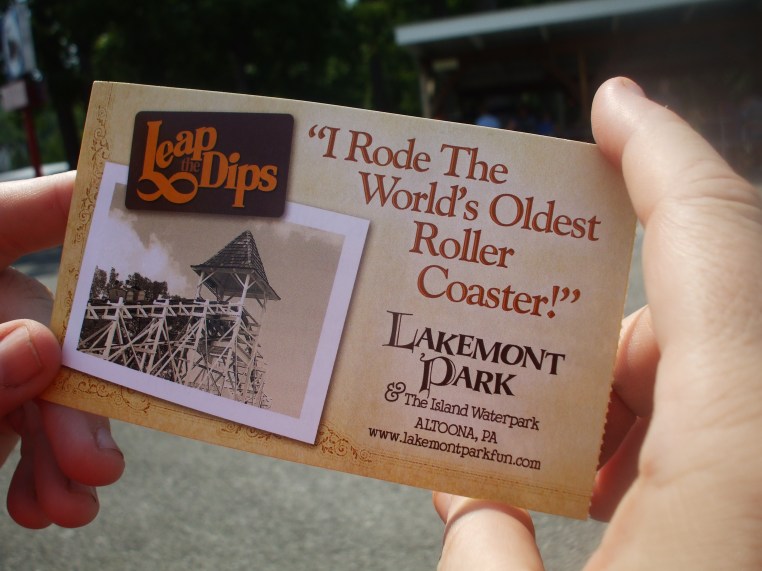 Leap
the
Dips
"I Rode The
World's Oldest
Roller
Coaster!"
LAKEMONT
PARK
& The Island Waterpark
ALTOONA, PA
www.lakemontparkfun.com